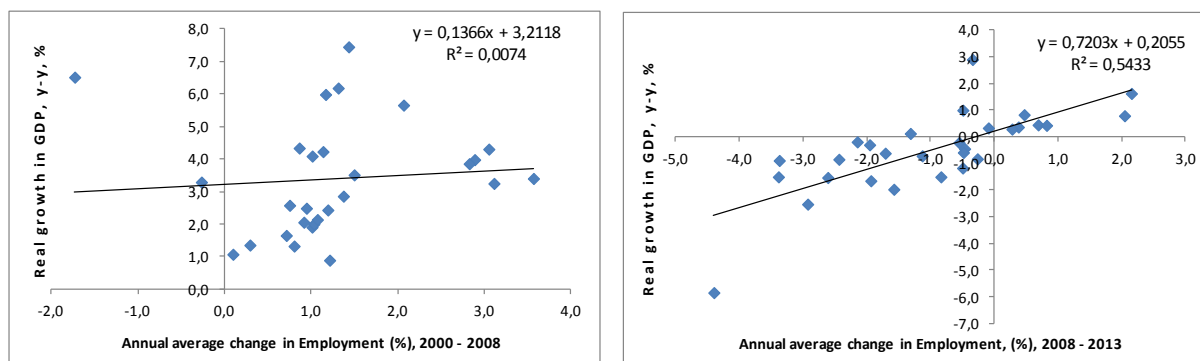 Real growth in GDP, y-y, %
8,0
7,0
6,0
5,0
4,0
3,0
2,0
1,0
0,0
y = 0,1366x + 3,2118
R² = 0,0074
-2,0 -1,0 0,0 1,0 2,0 3,0 4,0
Annual average change in Employment (%), 2000 - 2008
Real growth in GDP, y-y, %
4,0
3,0
2,0
1,0
0,0
-1,0
-2,0
-3,0
-4,0
-5,0
-6,0
-7,0
y = 0,7203x + 0,2055
R² = 0,5433
-5,0 -4,0 -3,0 -2,0 -1,0 0,0 1,0 2,0 3,0
Annual average change in Employment, (%), 2008 - 2013